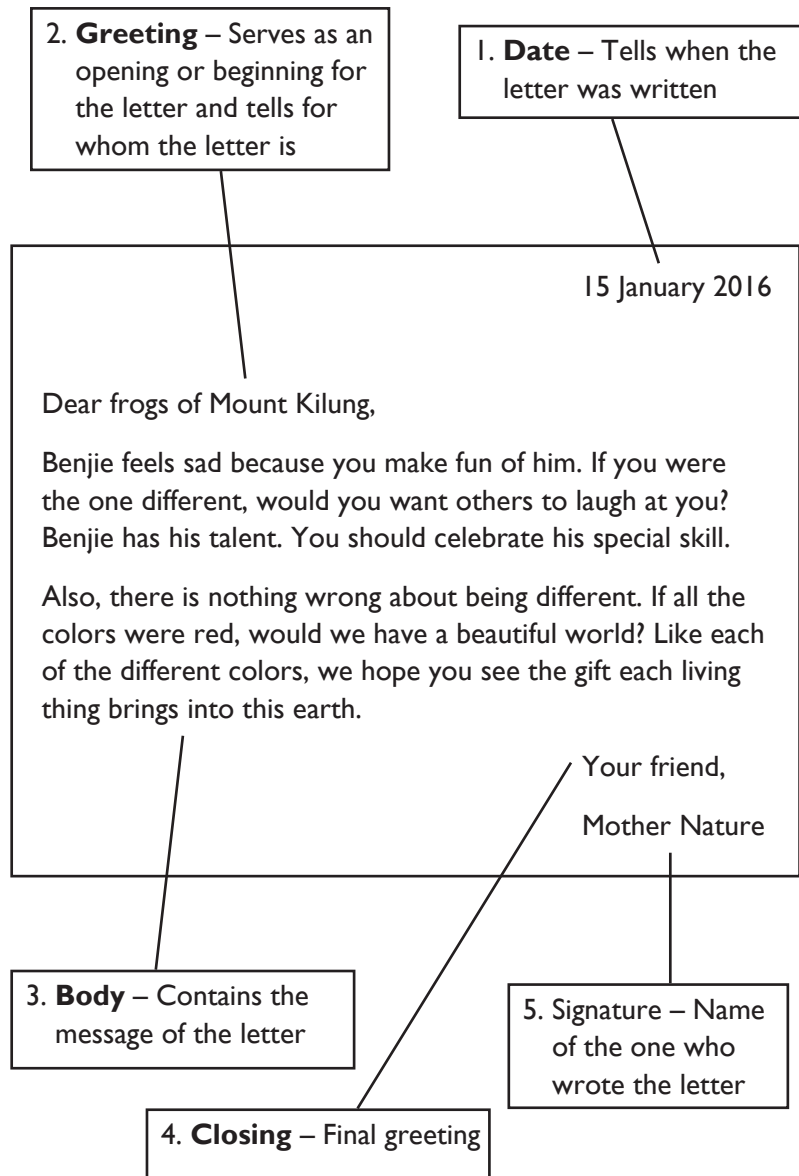 2. Greeting – Serves as an
opening or beginning for
the letter and tells for
whom the letter is
1. Date – Tells when the
letter was written
15 January 2016
Dear frogs of Mount Kilung,
Benjie feels sad because you make fun of him. If you were
the one different, would you want others to laugh at you?
Benjie has his talent. You should celebrate his special skill.
Also, there is nothing wrong about being different. If all the
colors were red, would we have a beautiful world? Like each
of the different colors, we hope you see the gift each living
thing brings into this earth.
Your friend,
Mother Nature
3. Body – Contains the
message of the letter
5. Signature – Name
of the one who
wrote the letter
4. Closing – Final greeting